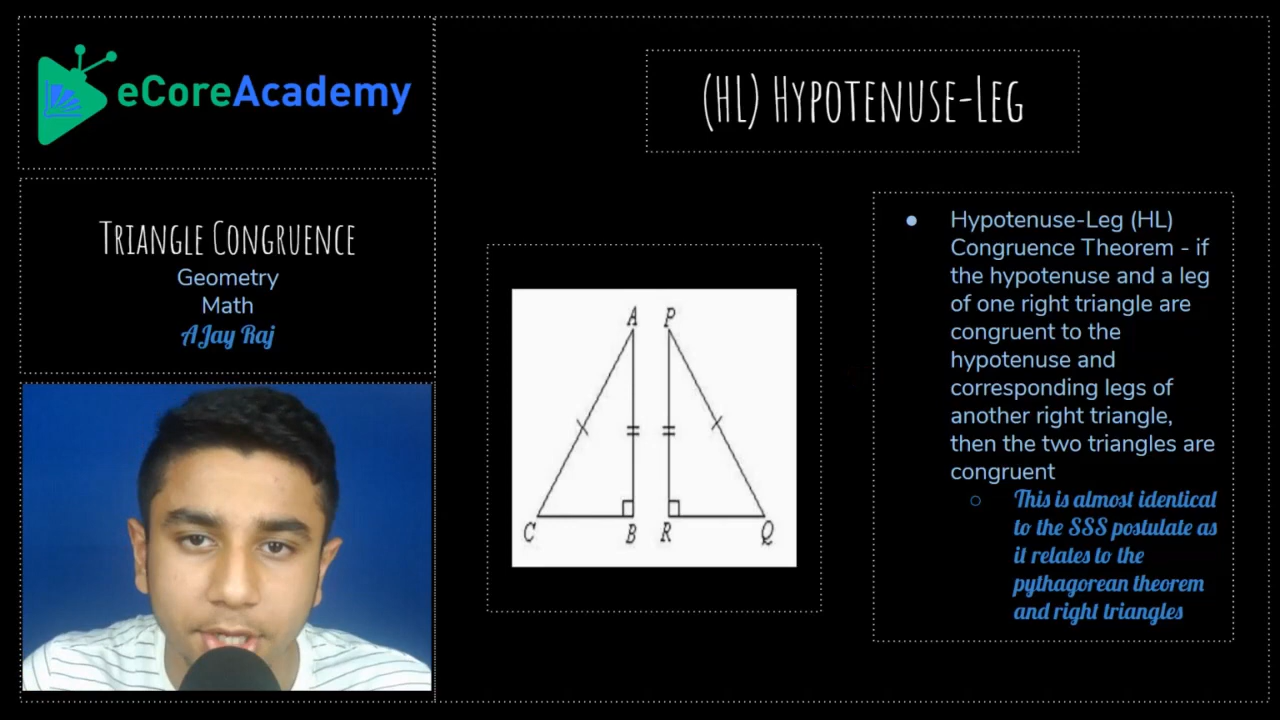 eCoreAcademy
(HL) Hypotenuse-Leg
Triangle Congruence
Geometry
Math
AJay Raj
A P
C B R Q
● Hypotenuse-Leg (HL)
Congruence Theorem - if
the hypotenuse and a leg
of one right triangle are
congruent to the
hypotenuse and
corresponding legs of
another right triangle,
then the two triangles are
congruent
○ This is almost identical
to the SSS postulate as
it relates to the
pythagorean theorem
and right triangles